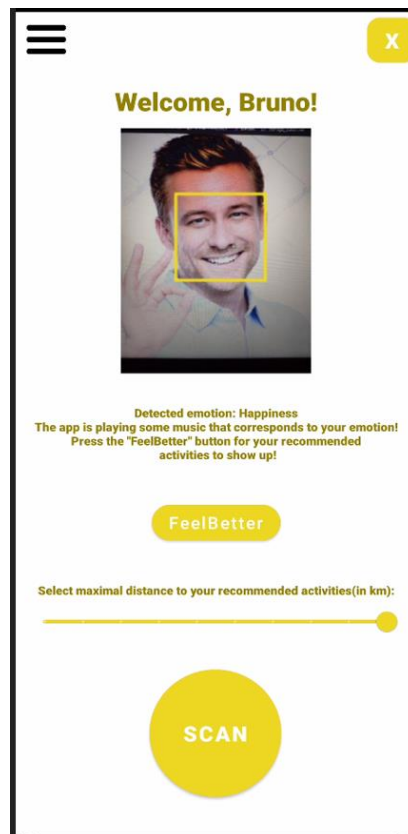 X
Welcome, Bruno!
Detected emotion: Happiness
The app is playing some music that corresponds to your emotion!
Press the "FeelBetter" button for your recommended
activities to show up!
FeelBetter
Select maximal distance to your recommended activities(in km):
SCAN